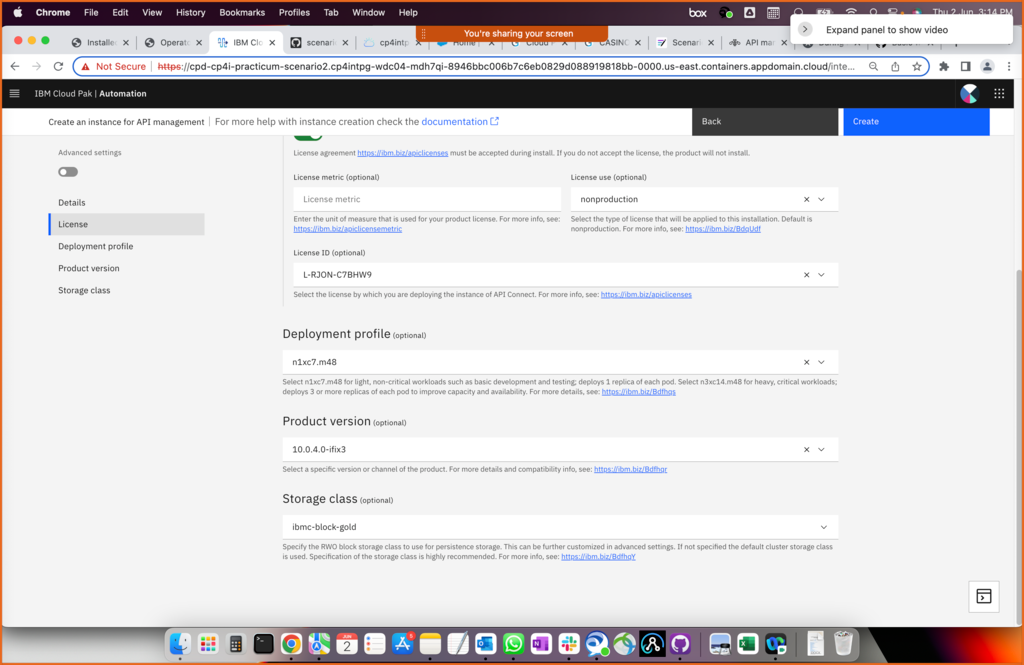 Chrome File Edit View History Bookmarks Profiles Tab Window Help
box
Thu 2 Jun 3:14 PM
You're sharing your screen
Expand panel to show video
Installe
Operat
IBM Clo
scenari
cp4intp
Home
Cloud P
CASINO
Scenari
API ma
Not Secure | https://cpd-cp4i-practicum-scenario2.cp4intpg-wdc04-mdh7qi-8946bbc006b7c6eb0829d088919818bb-0000.us-east.containers.appdomain.cloud/inte...
IBM Cloud Pak | Automation
Create an instance for API management
For more help with instance creation check the documentation
Back
Create
Advanced settings
Details
License
Deployment profile
Product version
Storage class
License agreement https://ibm.biz/apiclicenses must be accepted during install. If you do not accept the license, the product will not install.
License metric (optional)
License metric
Enter the unit of measure that is used for your product license. For more info, see:
https://ibm.biz/apiclicensemetric
License use (optional)
nonproduction
Select the type of license that will be applied to this installation. Default is
nonproduction. For more info, see: https://ibm.biz/BdqUdf
License ID (optional)
L-RJON-C7BHW9
Select the license by which you are deploying the instance of API Connect. For more info, see: https://ibm.biz/apiclicenses
Deployment profile (optional)
n1xc7.m48
Select n1xc7.m48 for light, non-critical workloads such as basic development and testing; deploys 1 replica of each pod. Select n3xc14.m48 for heavy, critical workloads;
deploys 3 or more replicas of each pod to improve capacity and availability. For more details, see: https://ibm.biz/Bdfhqs
Product version (optional)
10.0.4.0-ifix3
Select a specific version or channel of the product. For more details and compatibility info, see: https://ibm.biz/Bdfhqr
Storage class (optional)
ibmc-block-gold
Specify the RWO block storage class to use for persistence storage. This can be further customized in advanced settings. If not specified the default cluster storage class
is used. Specification of the storage class is highly recommended. For more info, see: https://ibm.biz/BdfhqY
JUN
2